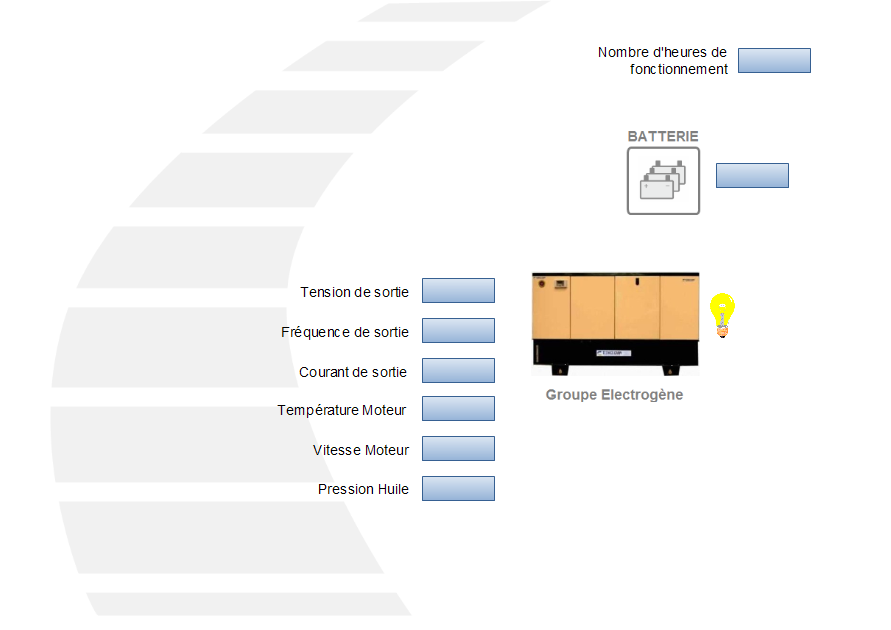 Nombre d'heures de
fonctionnement
BATTERIE
Tension de sortie
Fréquence de sortie
Courant de sortie
Température Moteur
Vitesse Moteur
Pression Huile
Groupe Electrogène